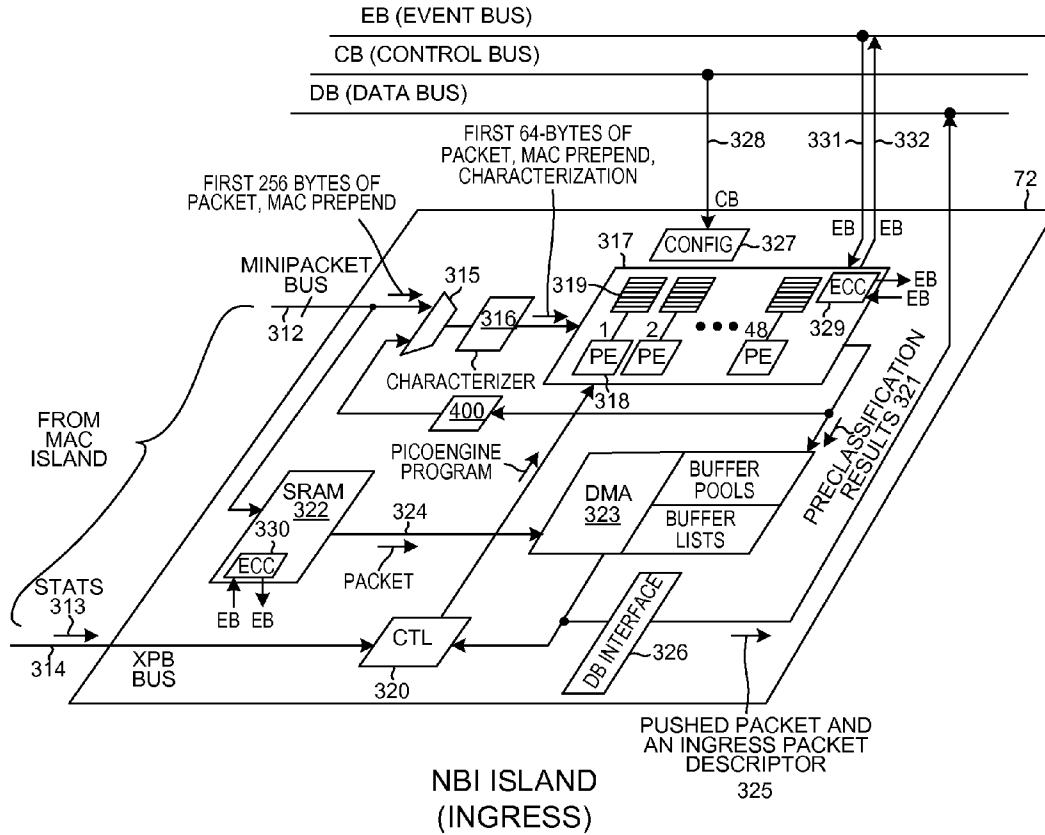 EB (EVENT BUS)
CB (CONTROL BUS)
DB (DATA BUS)
FIRST 64-BYTES OF
PACKET, MAC PREPEND,
CHARACTERIZATION
328
331
332
FIRST 256 BYTES OF
PACKET, MAC PREPEND
72
CB
EB
EB
CONFIG
327
317
MINIPACKET
BUS
312
315
316
CHARACTERIZER
319
ECC
EB
EB
329
1
2
48
PE
PE
PE
318
FROM
MAC
ISLAND
400
PICOENGINE
PROGRAM
PRECLASSIFICATION
RESULTS 321
SRAM
322
330
ECC
EB
EB
324
PACKET
DMA
323
BUFFER
POOLS
BUFFER
LISTS
STATS
313
314
XPB
BUS
CTL
320
DB INTERFACE
326
PUSHED PACKET AND
AN INGRESS PACKET
DESCRIPTOR
325
NBI ISLAND
(INGRESS)